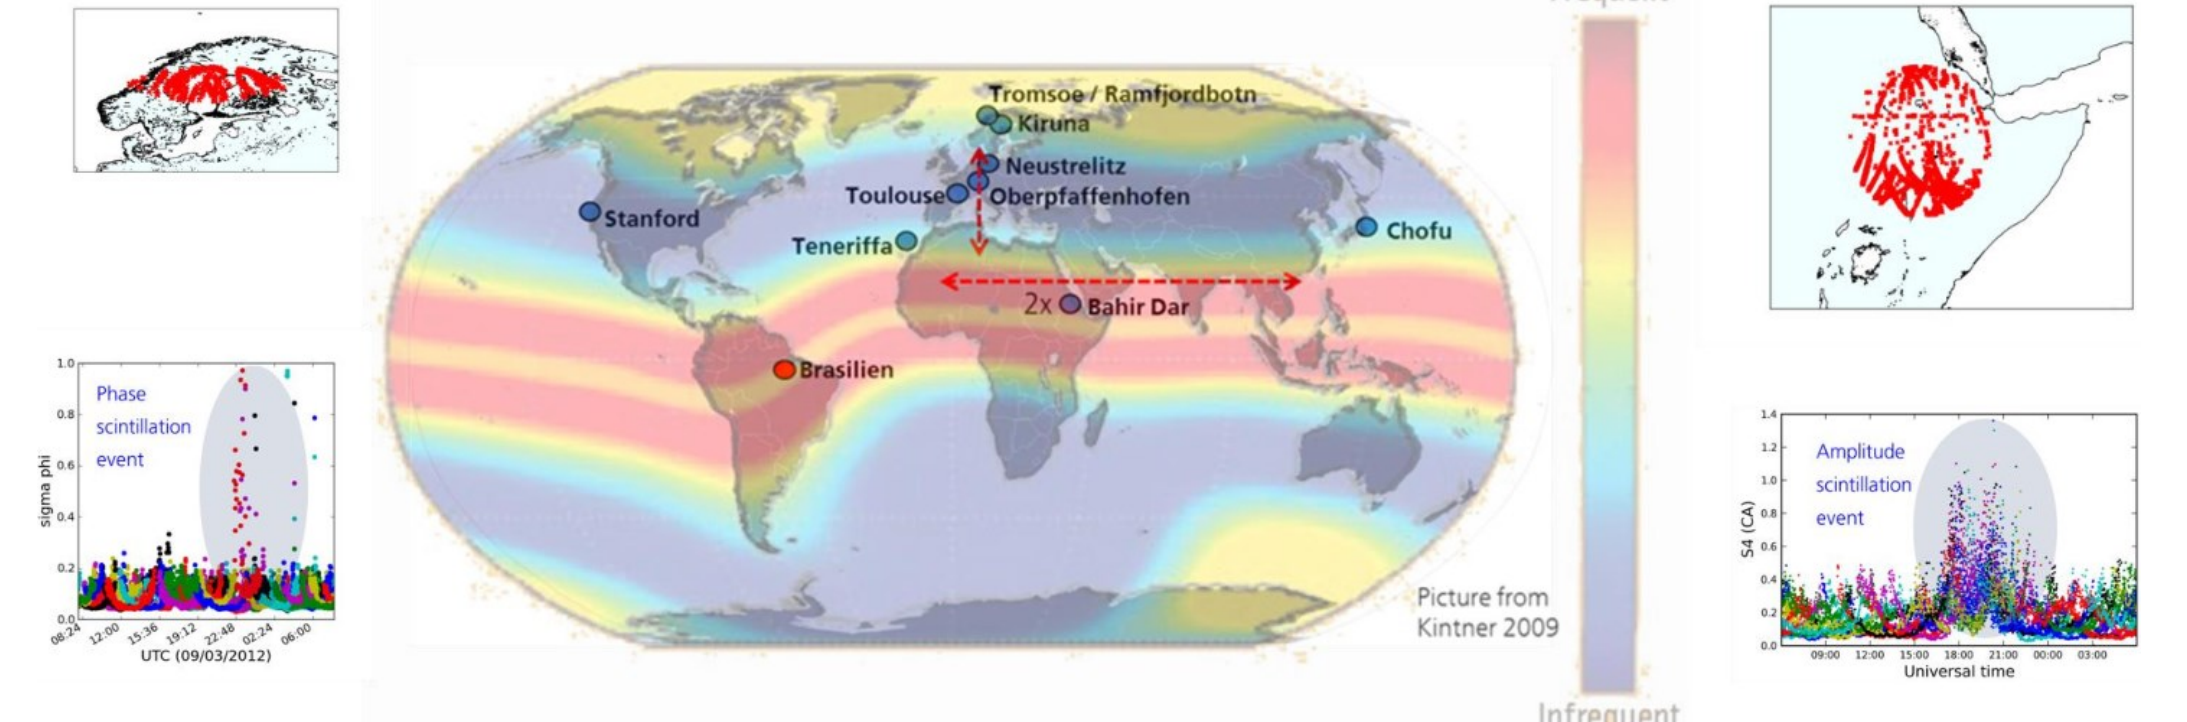 Frequent
Tromsoe / Ramfjordbotn
Kiruna
Neustrelitz
Toulouse
Oberpfaffenhofen
Stanford
Teneriffa
Chofu
2x
Bahir Dar
Brasilien
Picture from
Kintner 2009
Infrequent
1.0
0.8
0.6
0.4
0.2
0.0
sigma phi
Phase
scintillation
event
08:24
12:00
15:36
19:12
22:48
02:24
06:00
UTC (09/03/2012)
1.4
1.2
1.0
0.8
0.6
0.4
0.2
0.0
S4 (CA)
Amplitude
scintillation
event
09:00
12:00
15:00
18:00
21:00
00:00
03:00
Universal time